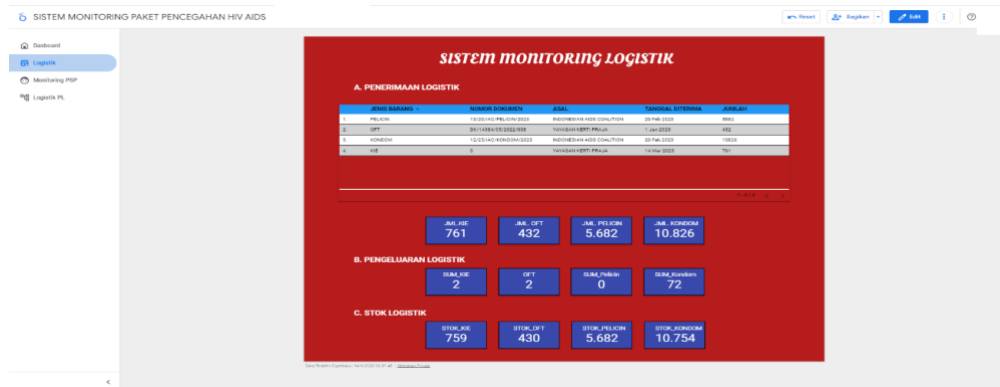 SISTEM MONITORING PAKET PENCEGAHAN HIV AIDS
Reset
Bagikan
Edit
Dasboard
Logistik
Monitoring PSP
Logistik PL
SISTEM MONITORING LOGISTIK
A. PENERIMAAN LOGISTIK
JENIS BARANG NOMOR DOKUMEN ASAL TANGGAL DITERIMA JUMLAH
1. PELICIN INDONESIAN AIDS COALITION 20 Feb 2023 5682
2. OFT YAYASAN KERTI PRAJA 1 Jan 2023 432
3. KONDOM INDONESIAN AIDS COALITION 20 Feb 2023 10826
4. KIE 0 YAYASAN KERTI PRAJA 14 Mar 2023 761
JML_KIE JML_OFT JML_PELICIN JML_KONDOM
761 432 5.682 10.826
B. PENGELUARAN LOGISTIK
SUM_KIE OFT SUM_Pelicin SUM_Kondom
2 2 0 72
C. STOK LOGISTIK
STOK_KIE STOK_OFT STOK_PELICIN STOK_KONDOM
759 430 5.682 10.754